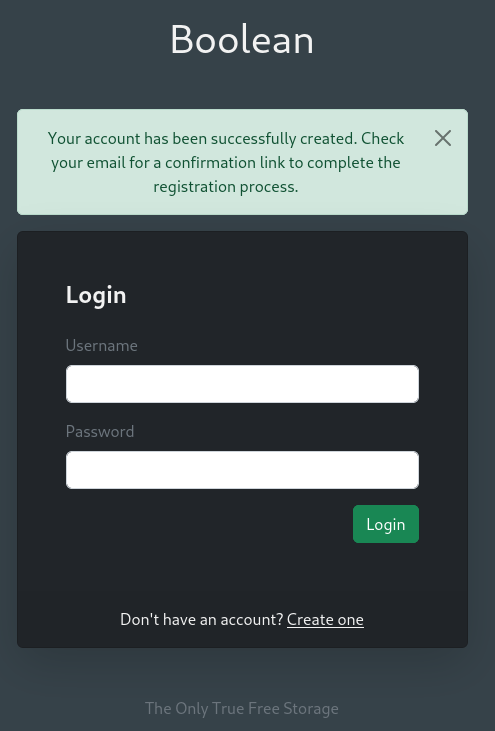 Boolean
Your account has been successfully created. Check
your email for a confirmation link to complete the
registration process.
Login
Username
Password
Login
Don't have an account? Create one
The Only True Free Storage